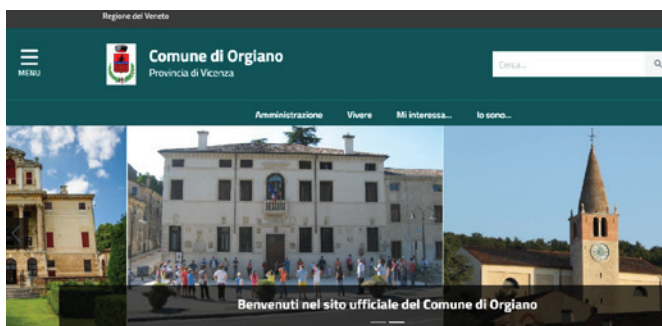 Regione del Veneto
MENU
Comune di Orgiano
Provincia di Vicenza
Cerca...
Amministrazione Vivere Mi interessa... Io sono...
Benvenuti nel sito ufficiale del Comune di Orgiano